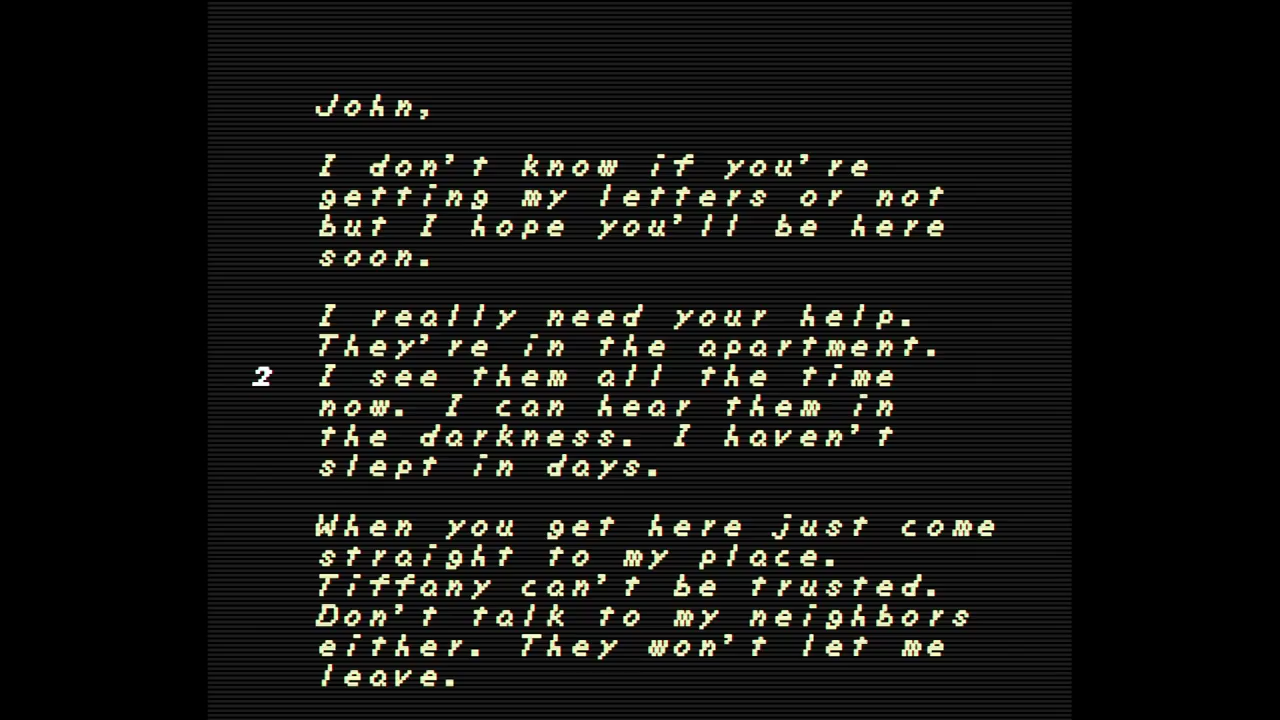 John,
I don't know if you're
getting my letters or not
but I hope you'll be here
soon.
I really need your help.
They're in the apartment.
2 I see them all the time
now. I can hear them in
the darkness. I haven't
slept in days.
When you get here just come
straight to my place.
Tiffany can't be trusted.
Don't talk to my neighbors
either. They won't let me
leave.